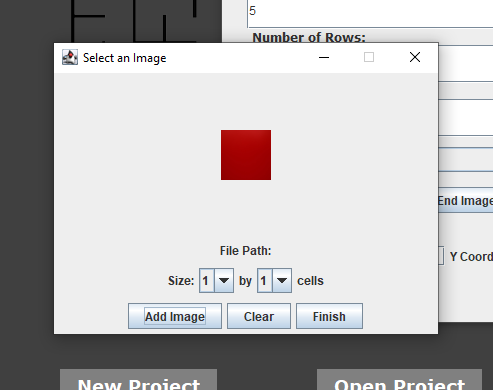 5
Number of Rows:
Select an Image
File Path:
Size: 1 by 1 cells
Add Image Clear Finish
End Image
Y Coord
New Project Open Project